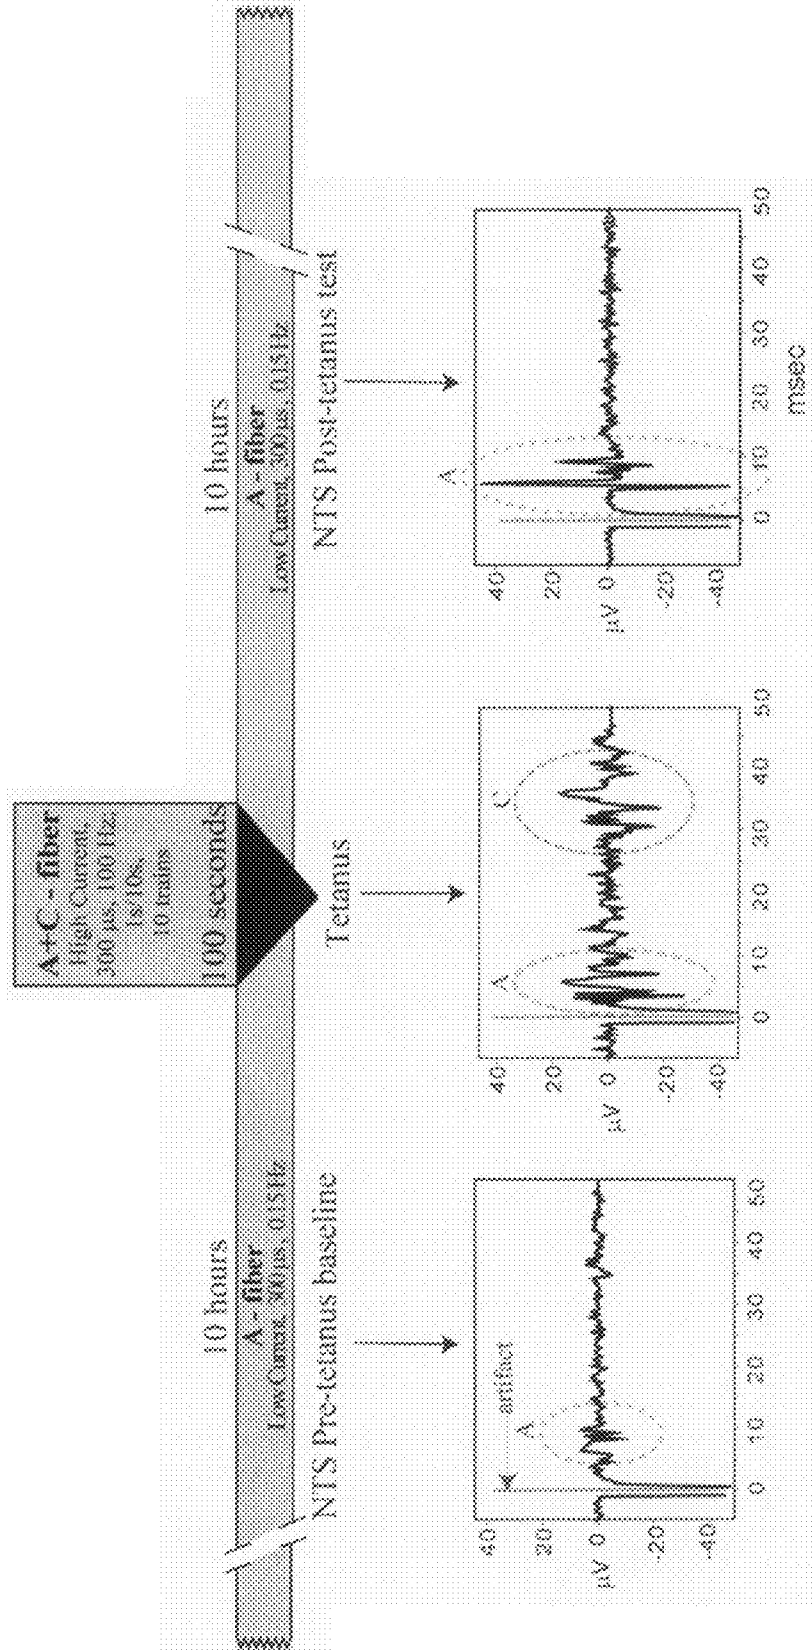 A+C - fiber
High Current,
300 µs, 100 Hz
1s/10s,
10 trains
100 seconds
10 hours
A - fiber
Low Current, 300 µs, 0.151Hz
NTS Pre-tetanus baseline
Tetanus
10 hours
A - fiber
Low Current, 300 µs, 0.151Hz
NTS Post-tetanus test
artifact
A
40
20
µV 0
-20
-40
0 10 20 30 40 50
A
C
40
20
µV 0
-20
-40
0 10 20 30 40 50
A
40
20
µV 0
-20
-40
0 10 20 30 40 50
msec